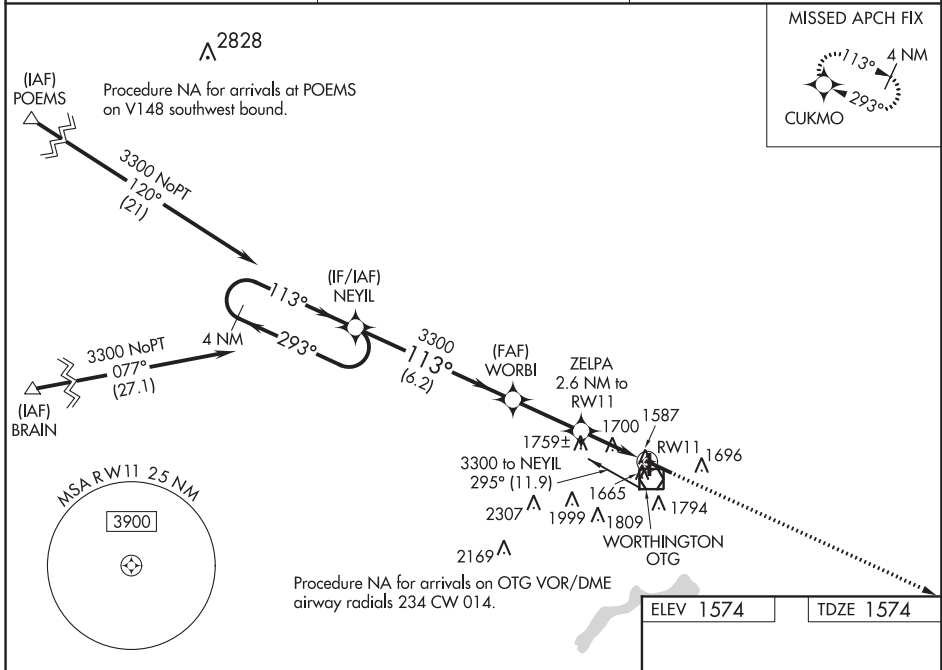 MISSED APCH FIX
113°
4 NM
293°
CUKMO
2828
Procedure NA for arrivals at POEMS
on V148 southwest bound.
(IAF)
POEMS
3300 NoPT
120°
(21)
(IF/IAF)
NEYIL
113°
293°
4 NM
3300 NoPT
077°
(27.1)
(IAF)
BRAIN
3300
113°
(6.2)
(FAF)
WORBI
ZELPA
2.6 NM to
RW11
1587
1700
1759±
RW11
1696
3300 to NEYIL
295° (11.9)
1665
2307
1999
1809
1794
WORTHINGTON
OTG
2169
MSA RW11 25 NM
3900
Procedure NA for arrivals on OTG VOR/DME
airway radials 234 CW 014.
ELEV 1574
TDZE 1574